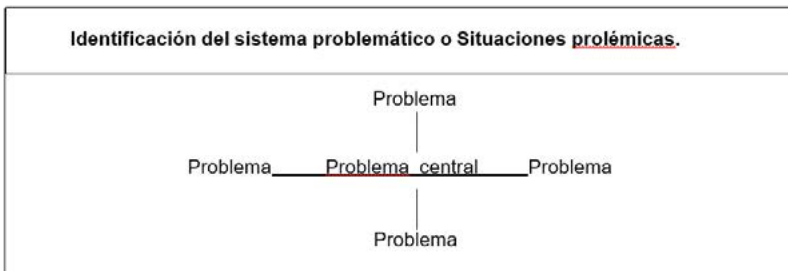 Identificación del sistema problemático o Situaciones prolémicas.
Problema
Problema Problema central Problema
Problema